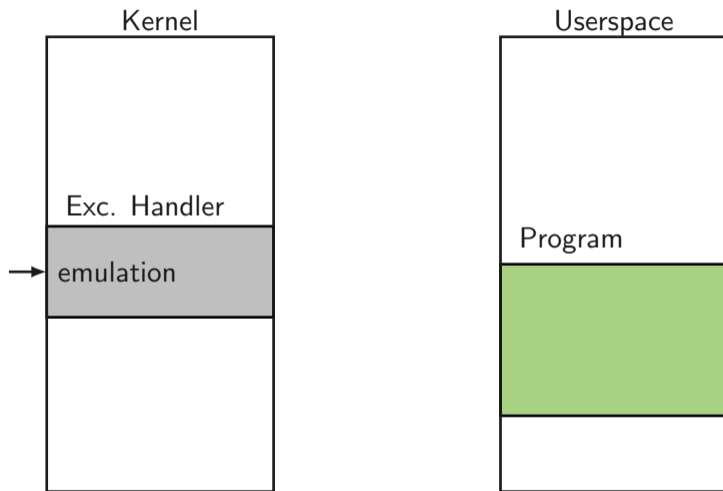 Kernel
Userspace
Exc. Handler
Program
emulation